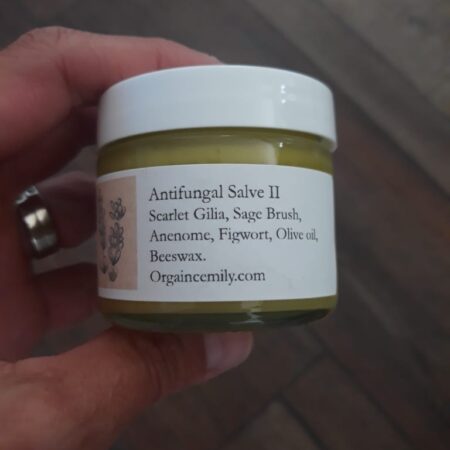 Antifungal Salve II
Scarlet Gilia, Sage Brush,
Anenome, Figwort, Olive oil,
Beeswax.
Orgaincemily.com